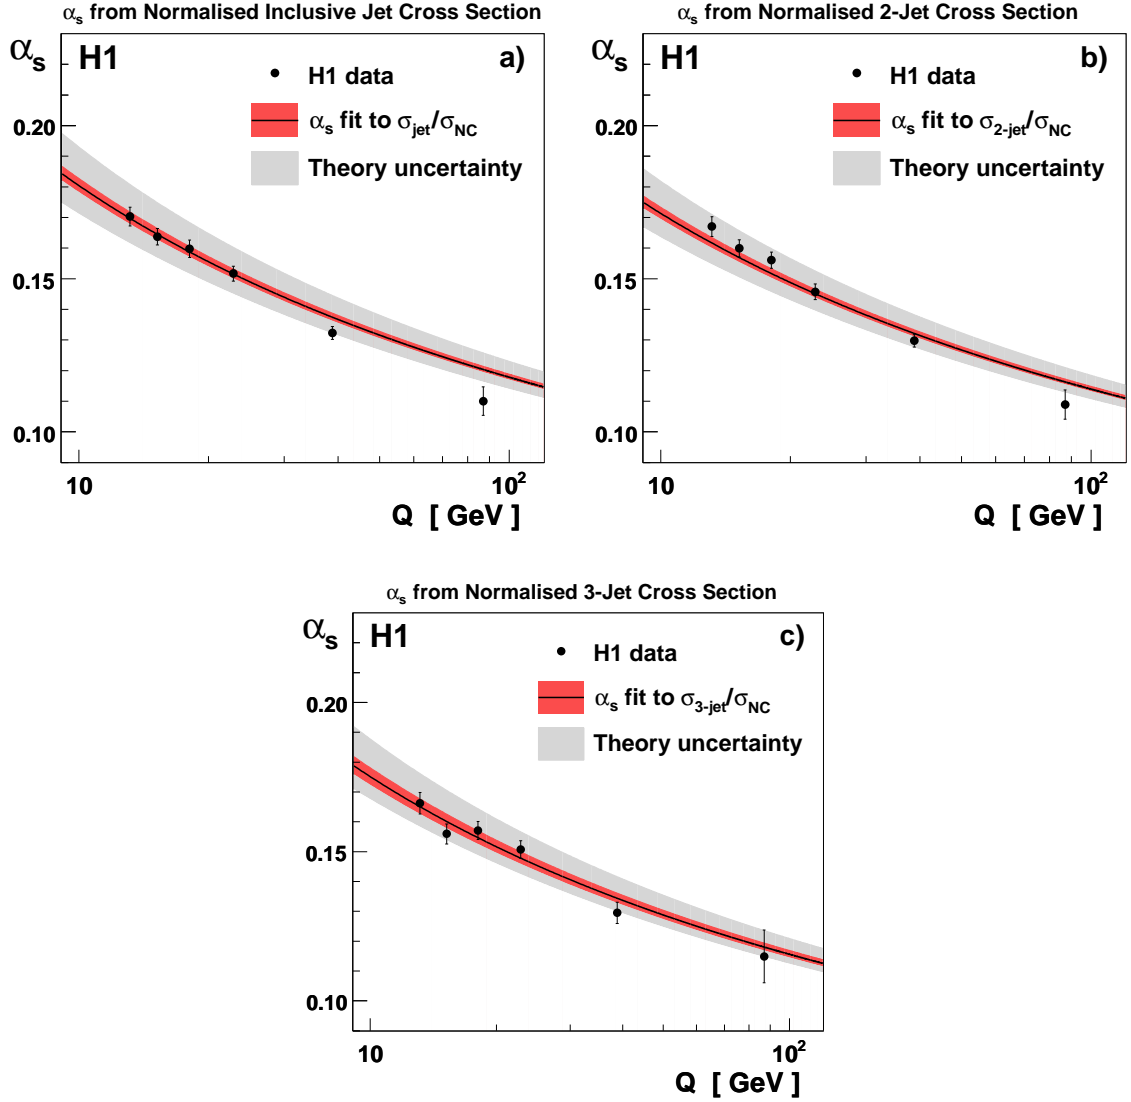 αs from Normalised Inclusive Jet Cross Section
αs
H1
a)
H1 data
αs fit to σjet/σNC
Theory uncertainty
0.20
0.15
0.10
10
10²
Q [ GeV ]
αs from Normalised 2-Jet Cross Section
αs
H1
b)
H1 data
αs fit to σ2-jet/σNC
Theory uncertainty
0.20
0.15
0.10
10
10²
Q [ GeV ]
αs from Normalised 3-Jet Cross Section
αs
H1
c)
H1 data
αs fit to σ3-jet/σNC
Theory uncertainty
0.20
0.15
0.10
10
10²
Q [ GeV ]